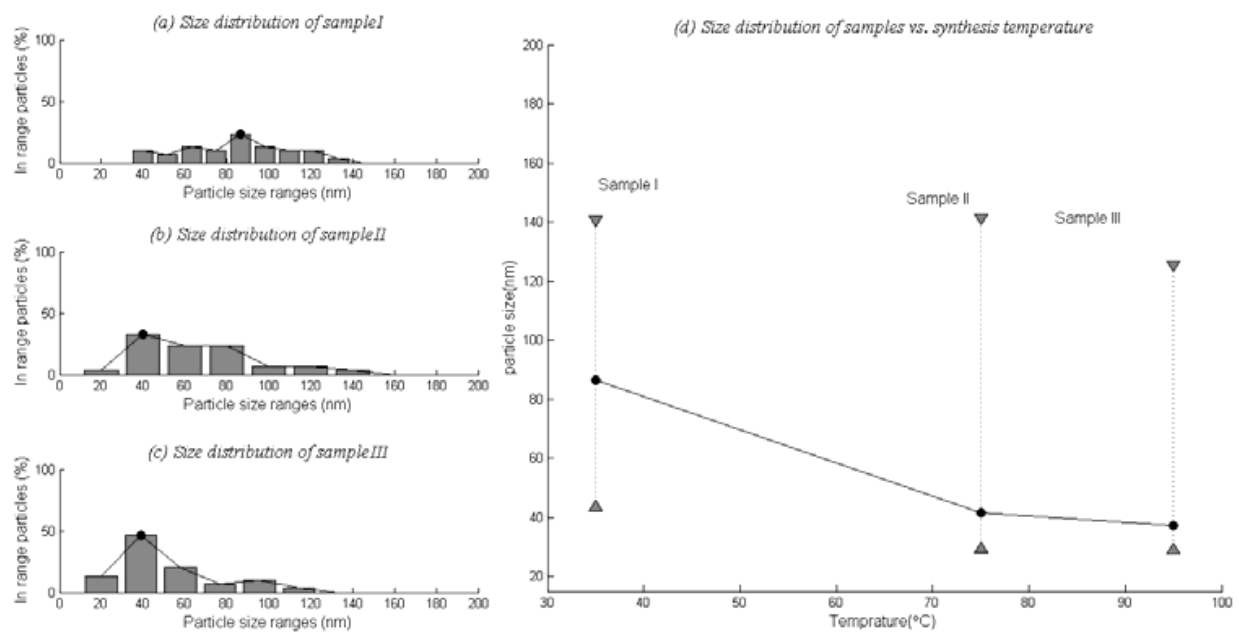 (a) Size distribution of sample I
100
50
0
In range particles (%)
0 20 40 60 80 100 120 140 160 180 200
Particle size ranges (nm)
(b) Size distribution of sample II
100
50
0
In range particles (%)
0 20 40 60 80 100 120 140 160 180 200
Particle size ranges (nm)
(c) Size distribution of sample III
100
50
0
In range particles (%)
0 20 40 60 80 100 120 140 160 180 200
Particle size ranges (nm)
(d) Size distribution of samples vs. synthesis temperature
200
180
160
140
120
100
80
60
40
20
particle size(nm)
Sample I
Sample II
Sample III
30 40 50 60 70 80 90 100
Temprature(°C)